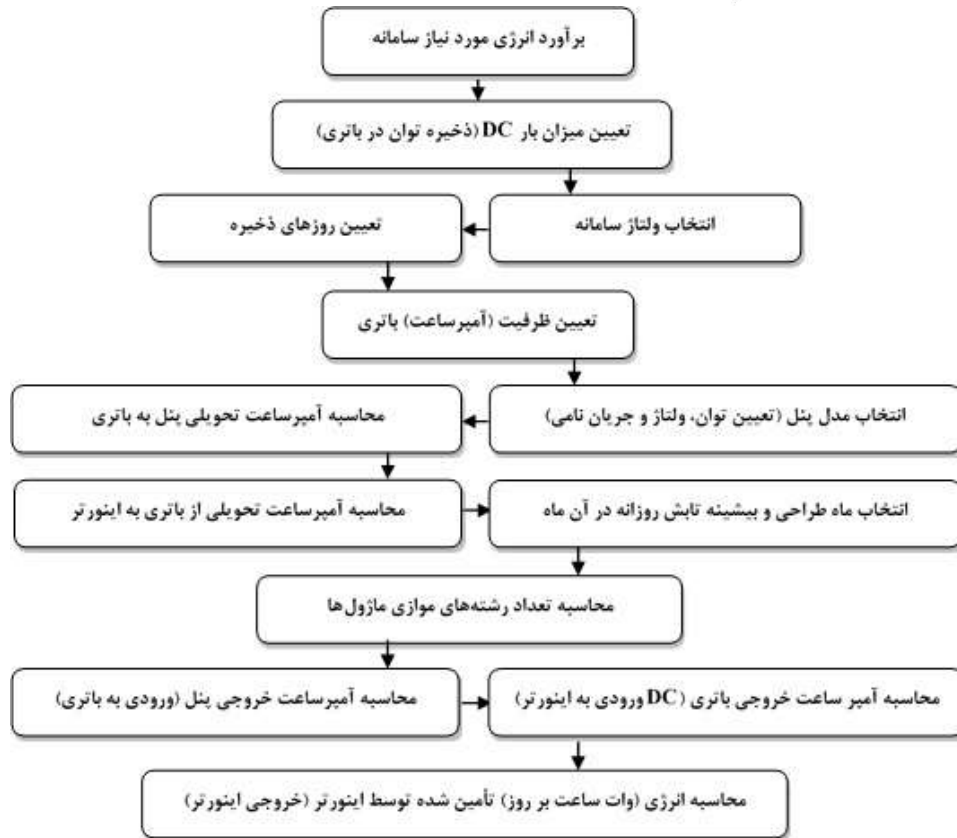 برآورد انرژی مورد نیاز سامانه
تعیین میزان بار DC (ذخیره توان در باتری)
انتخاب ولتاژ سامانه
تعیین روزهای ذخیره
تعیین ظرفیت (آمپرساعت) باتری
انتخاب مدل پنل (تعیین توان، ولتاژ و جریان نامی)
محاسبه آمپرساعت تحویلی پنل به باتری
محاسبه آمپرساعت تحویلی از باتری به اینورتر
انتخاب ماه طراحی و بیشینه تابش روزانه در آن ماه
محاسبه تعداد رشته‌های موازی ماژول‌ها
محاسبه آمپرساعت خروجی پنل (ورودی به باتری)
محاسبه آمپر ساعت خروجی باتری (DC ورودی به اینورتر)
محاسبه انرژی (وات ساعت بر روز) تأمین شده توسط اینورتر (خروجی اینورتر)